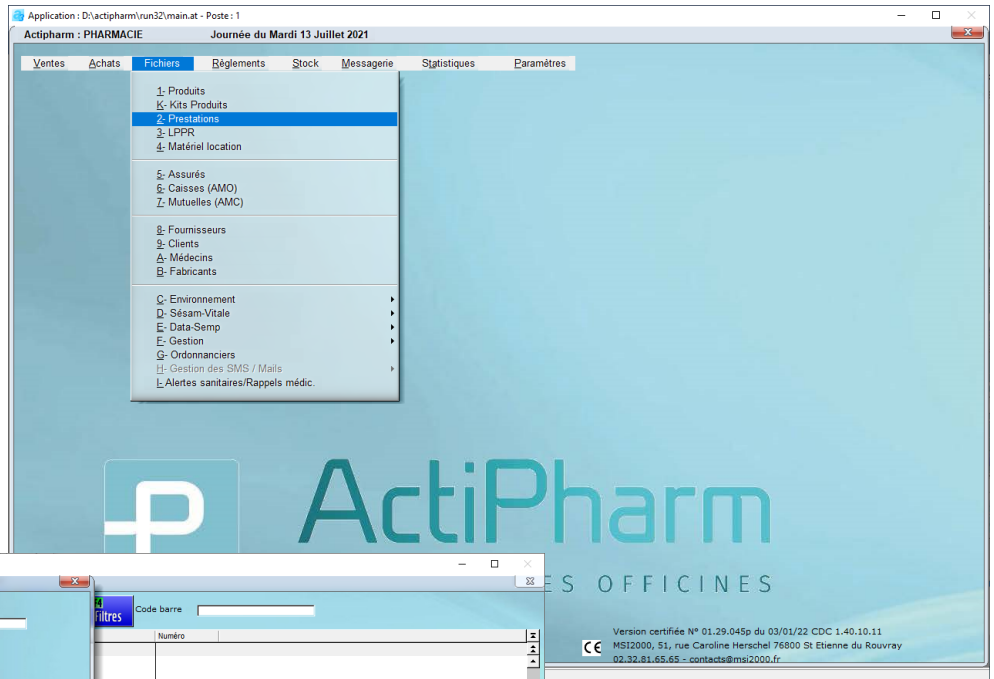 Application : D:\actipharm\run32\main.at - Poste : 1
Actipharm : PHARMACIE Journée du Mardi 13 Juillet 2021
Ventes Achats Fichiers Règlements Stock Messagerie Statistiques Paramètres
1- Produits
K- Kits Produits
2- Prestations
3- LPPR
4- Matériel location
5- Assurés
6- Caisses (AMO)
7- Mutuelles (AMC)
8- Fournisseurs
9- Clients
A- Médecins
B- Fabricants
C- Environnement
D- Sésam-Vitale
E- Data-Semp
F- Gestion
G- Ordonnanciers
H- Gestion des SMS / Mails
I- Alertes sanitaires/Rappels médic.
ActiPharm
ES OFFICINES
Filtres Code barre
Numéro
Version certifiée N° 01.29.045p du 03/01/22 CDC 1.40.10.11
CE MSI2000, 51, rue Caroline Herschel 76800 St Etienne du Rouvray
02.32.81.65.65 - contacts@msi2000.fr